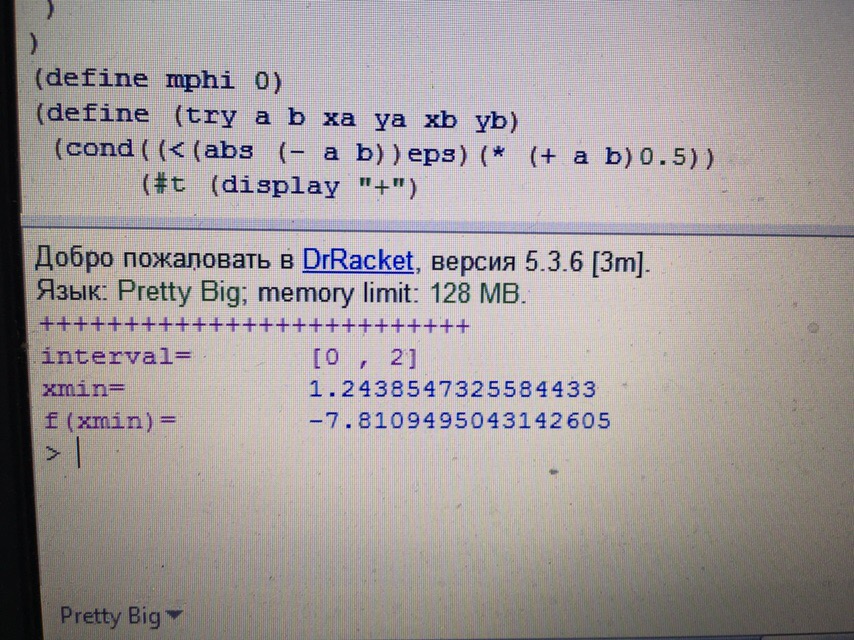 )
)
(define mphi 0)
(define (try a b xa ya xb yb)
(cond((<(abs (- a b))eps)(* (+ a b)0.5))
(#t (display "+")
Добро пожаловать в DrRacket, версия 5.3.6 [3m].
Язык: Pretty Big; memory limit: 128 MB.
++++++++++++++++++++++++++
interval= [0 , 2]
xmin= 1.2438547325584433
f(xmin)= -7.8109495043142605
>
Pretty Big